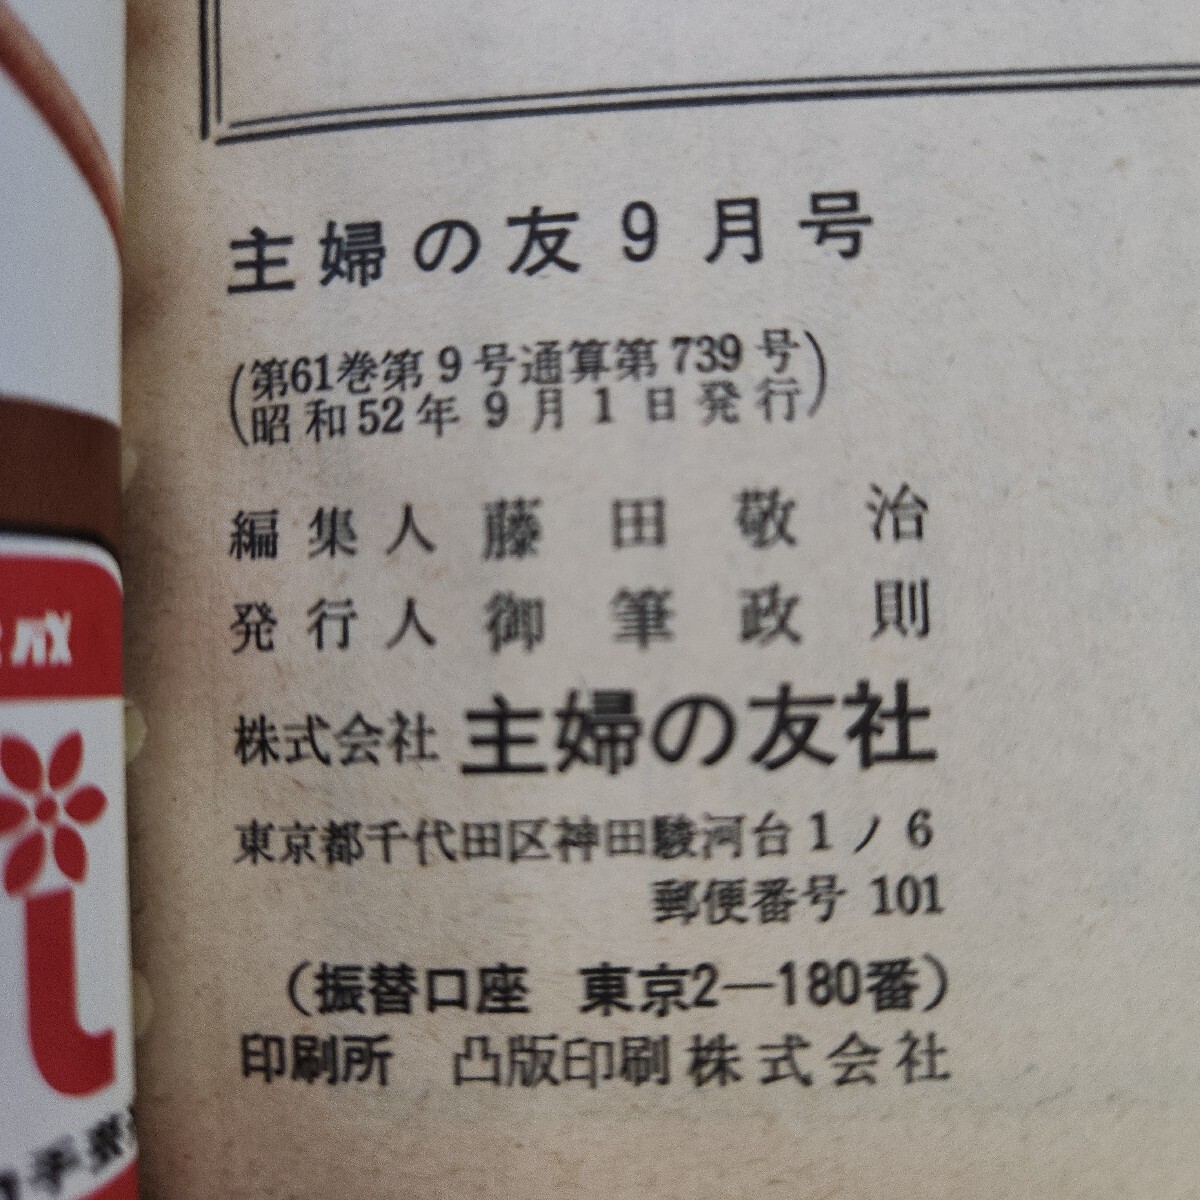 主婦の友9月号
(第61巻第9号通算第739号
昭和52年9月1日発行)
編集人 藤田敬治
発行人 御筆政則
株式会社 主婦の友社
東京都千代田区神田駿河台1ノ6
郵便番号 101
(振替口座 東京2―180番)
印刷所 凸版印刷株式会社